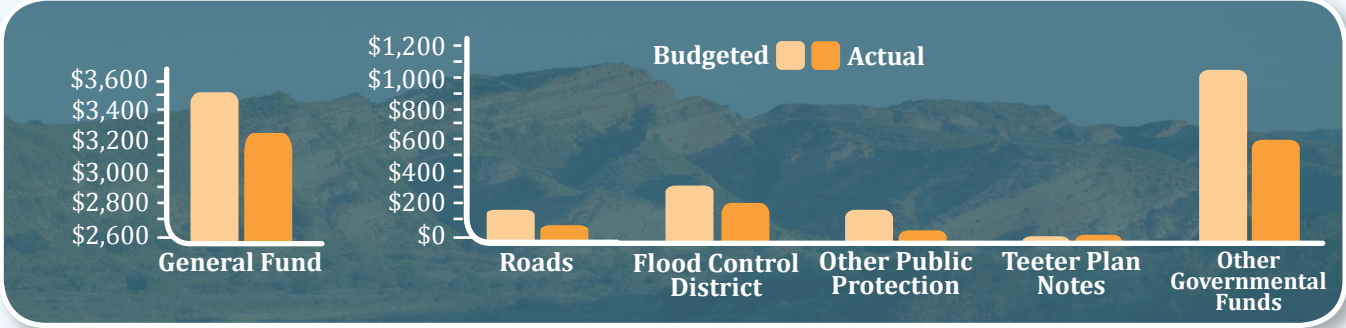 Budgeted Actual
$3,600
$3,400
$3,200
$3,000
$2,800
$2,600
General Fund
$1,200
$1,000
$800
$600
$400
$200
$0
Roads
Flood Control
District
Other Public
Protection
Teeter Plan
Notes
Other
Governmental
Funds